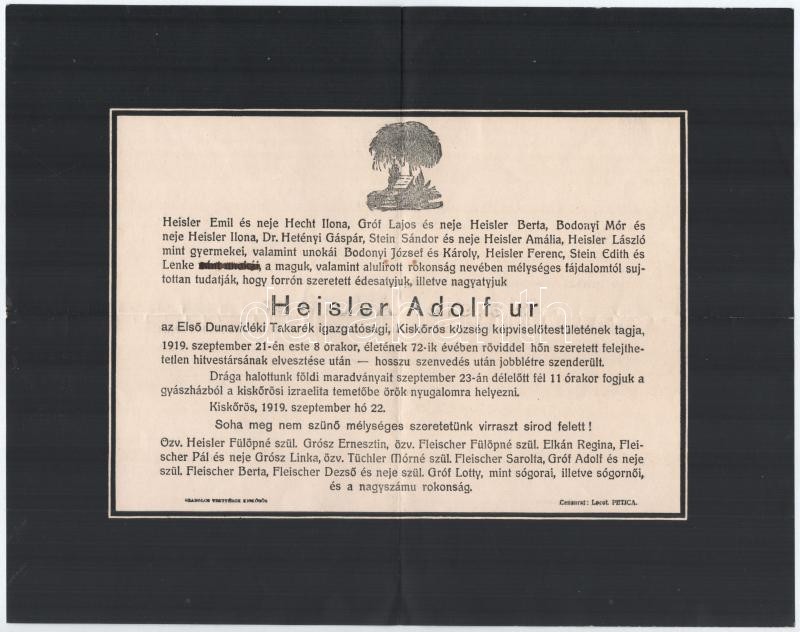 Heisler Emil és neje Hecht Ilona, Gróf Lajos és neje Heisler Berta, Bodonyi Mór és
neje Heisler Ilona, Dr. Hetényi Gáspár, Stein Sándor és neje Heisler Amália, Heisler László
mint gyermekei, valamint unokái Bodonyi József és Károly, Heisler Ferenc, Stein Edith és
Lenke mint unokái, a maguk, valamint alulirott rokonság nevében mélységes fájdalomtól suj-
tottan tudatják, hogy forrón szeretett édesatyjuk, illetve nagyatyjuk
Heisler Adolf ur
az Első Dunavidéki Takarék igazgatósági, Kiskőrös község képviselőtestületének tagja,
1919. szeptember 21-én este 8 órakor, életének 72-ik évében röviddel hőn szeretett felejthe-
tetlen hitvestársának elvesztése után — hosszu szenvedés után jobblétre szenderült.
Drága halottunk földi maradványait szeptember 23-án délelőtt fél 11 órakor fogjuk a
gyászházból a kiskőrösi izraelita temetőbe örök nyugalomra helyezni.
Kiskőrös, 1919. szeptember hó 22.
Soha meg nem szünő mélységes szeretetünk virraszt sirod felett!
Özv. Heisler Fülöpné szül. Grósz Ernesztin, özv. Fleischer Fülöpné szül. Elkán Regina, Flei-
scher Pál és neje Grósz Linka, özv. Tüchler Mórné szül. Fleischer Sarolta, Gróf Adolf és neje
szül. Fleischer Berta, Fleischer Dezső és neje szül. Gróf Lotty, mint sógorai, illetve sógornői,
és a nagyszámu rokonság.
Cenzurat: Locot. PETICA.
darabanth